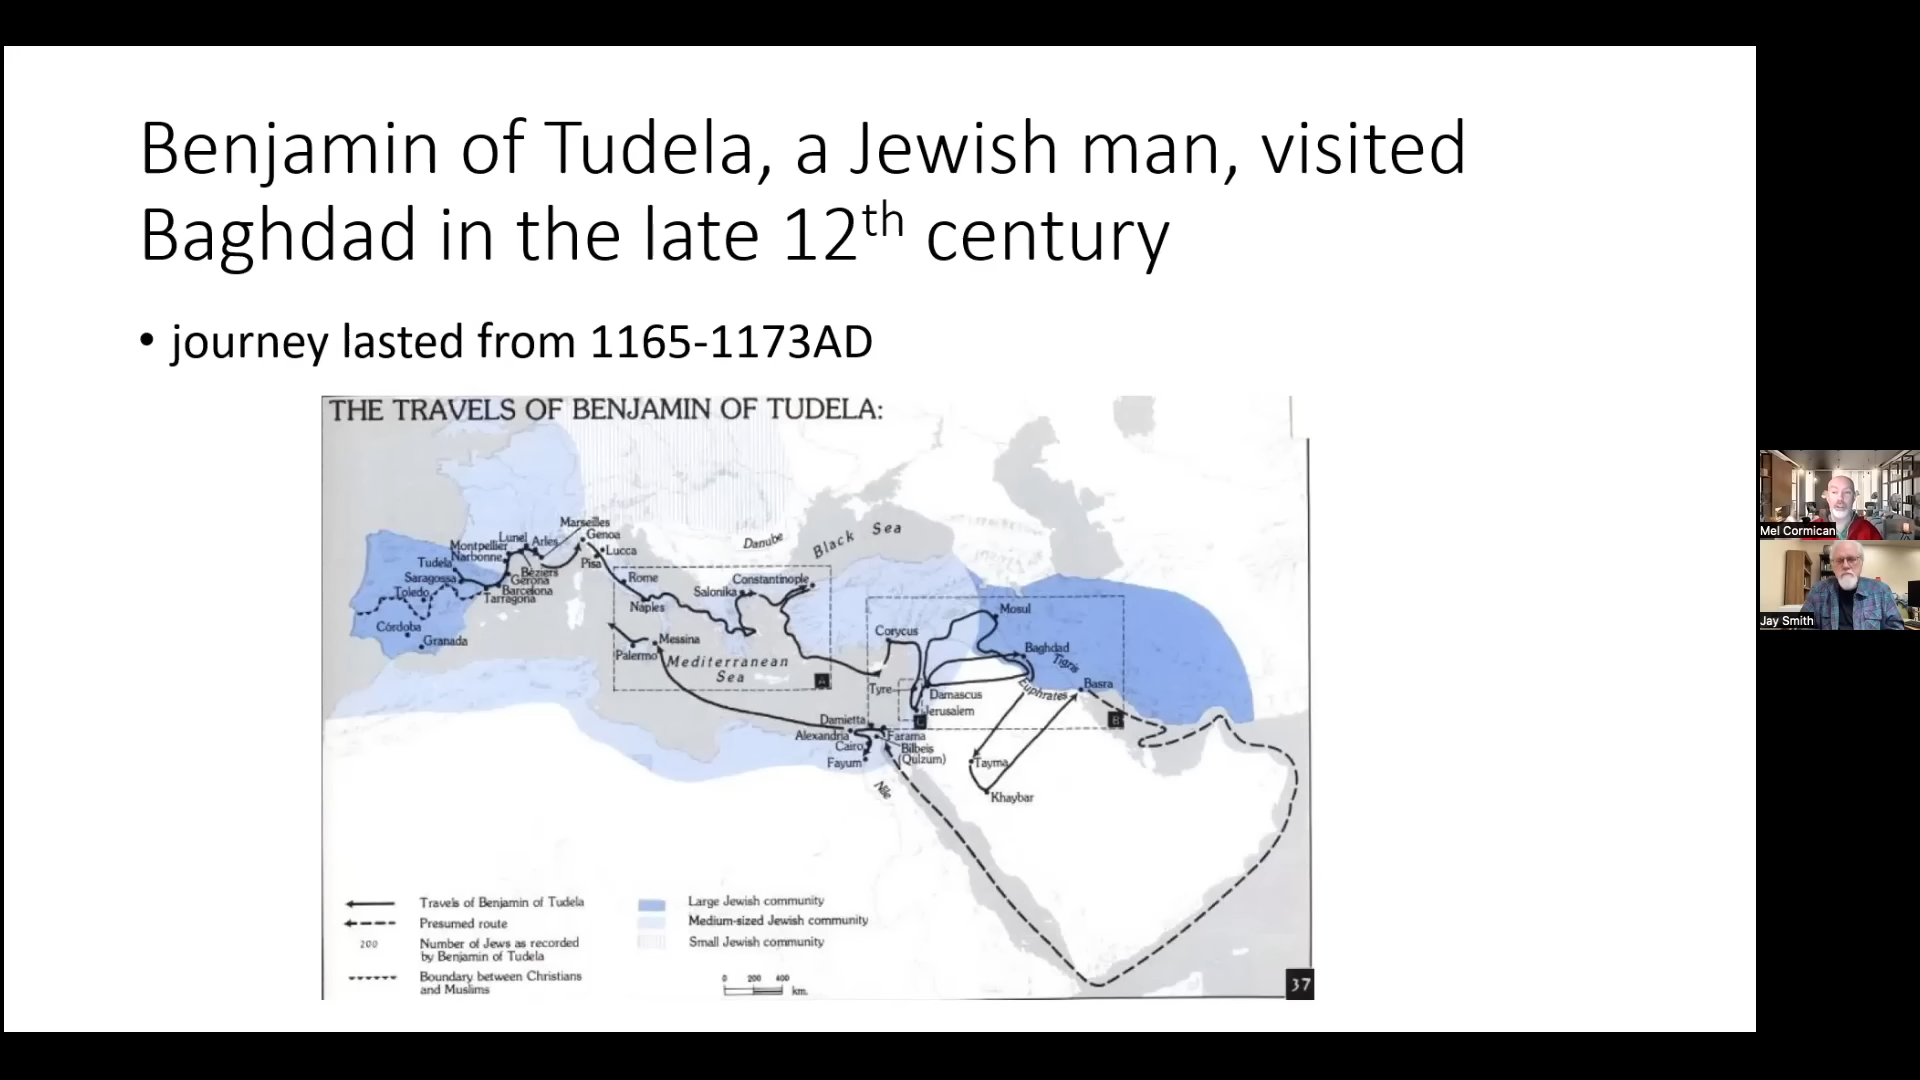 Benjamin of Tudela, a Jewish man, visited
Baghdad in the late 12th century
• journey lasted from 1165-1173AD
THE TRAVELS OF BENJAMIN OF TUDELA:
Marseilles
Genoa
Lunel
Arles
Montpellier
Narbonne
Lucca
Pisa
Tudela
Béziers
Saragossa
Gerona
Toledo
Barcelona
Tarragona
Córdoba
Granada
Danube
Black Sea
Rome
Constantinople
Salonika
Naples
Messina
Palermo
Mediterranean
Sea
A
Corycus
Mosul
Baghdad
Tigris
Euphrates
Basra
Tyre
Damascus
Jerusalem
C
B
Damietta
Alexandria
Farama
Cairo
Bilbeis
(Qulzum)
Fayum
Nile
Tayma
Khaybar
Travels of Benjamin of Tudela
Presumed route
200
Number of Jews as recorded
by Benjamin of Tudela
Boundary between Christians
and Muslims
Large Jewish community
Medium-sized Jewish community
Small Jewish community
0 200 400
km.
37
Mel Cormican
Jay Smith